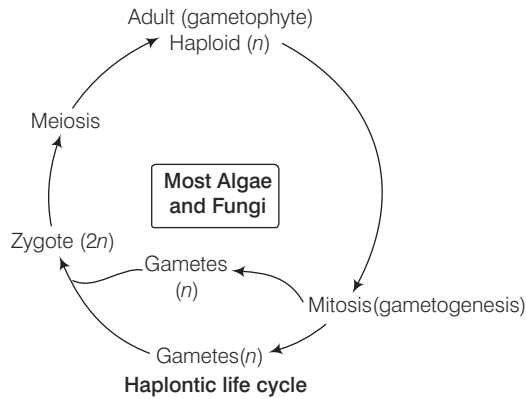 Adult (gametophyte)
Haploid (n)
Meiosis
Most Algae
and Fungi
Zygote (2n)
Gametes
(n)
Mitosis(gametogenesis)
Gametes(n)
Haplontic life cycle